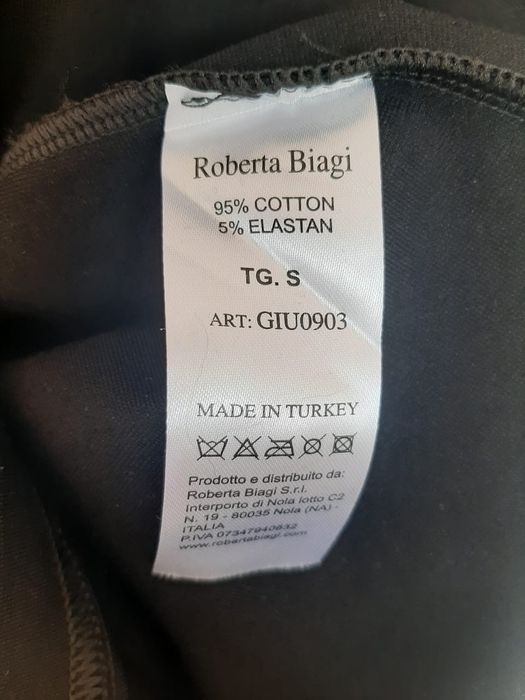 Roberta Biagi
95% COTTON
5% ELASTAN
TG. S
ART: GIU0903
MADE IN TURKEY
Prodotto e distribuito da:
Roberta Biagi S.r.l.
Interporto di Nola lotto C2
N. 19 - 80035 Nola (NA) -
ITALIA
P.IVA 07347940632
www.robertabiagi.com